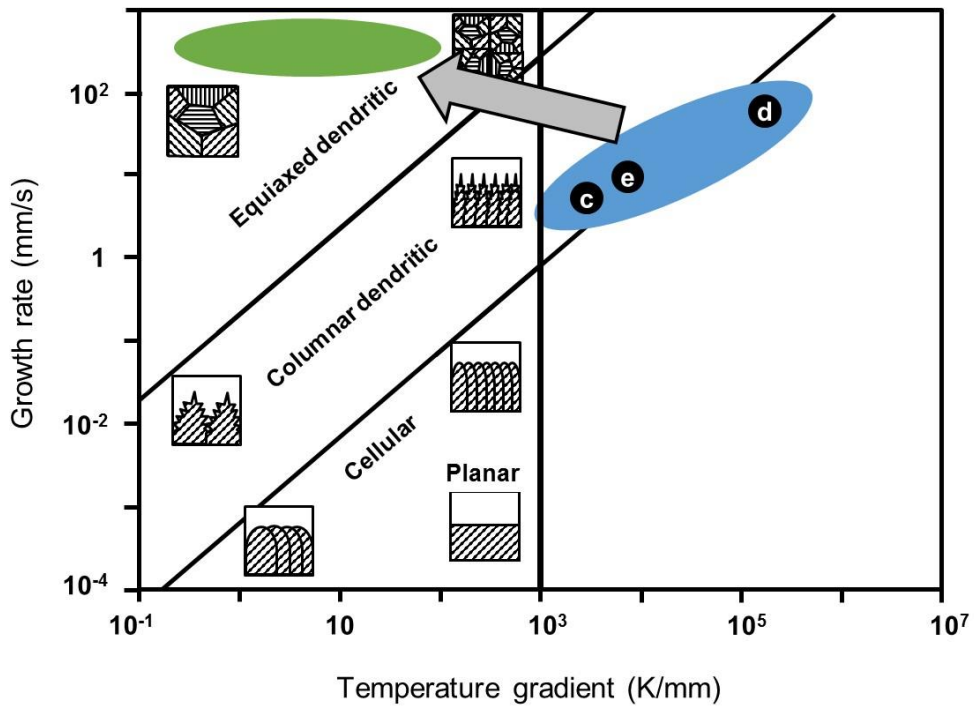 Growth rate (mm/s)
10²
1
10⁻²
10⁻⁴
Equiaxed dendritic
Columnar dendritic
Cellular
Planar
c
e
d
10⁻¹
10
10³
10⁵
10⁷
Temperature gradient (K/mm)